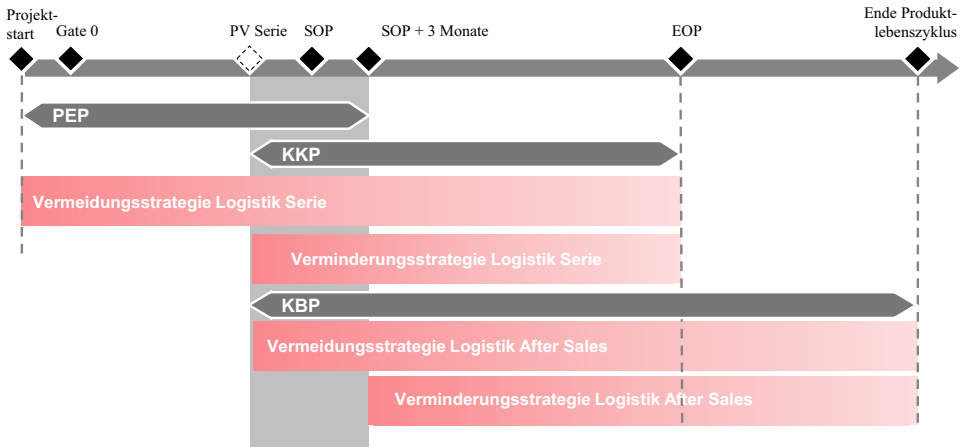 Projekt-
start
Gate 0
PV Serie
SOP
SOP + 3 Monate
EOP
Ende Produkt-
lebenszyklus
PEP
KKP
Vermeidungsstrategie Logistik Serie
Verminderungsstrategie Logistik Serie
KBP
Vermeidungsstrategie Logistik After Sales
Verminderungsstrategie Logistik After Sales